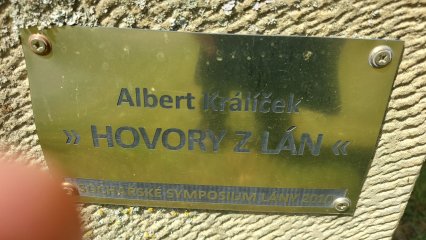 Albert Králíček
» HOVORY Z LÁN «
SOCHAŘSKÉ SYMPOSIUM LÁNY